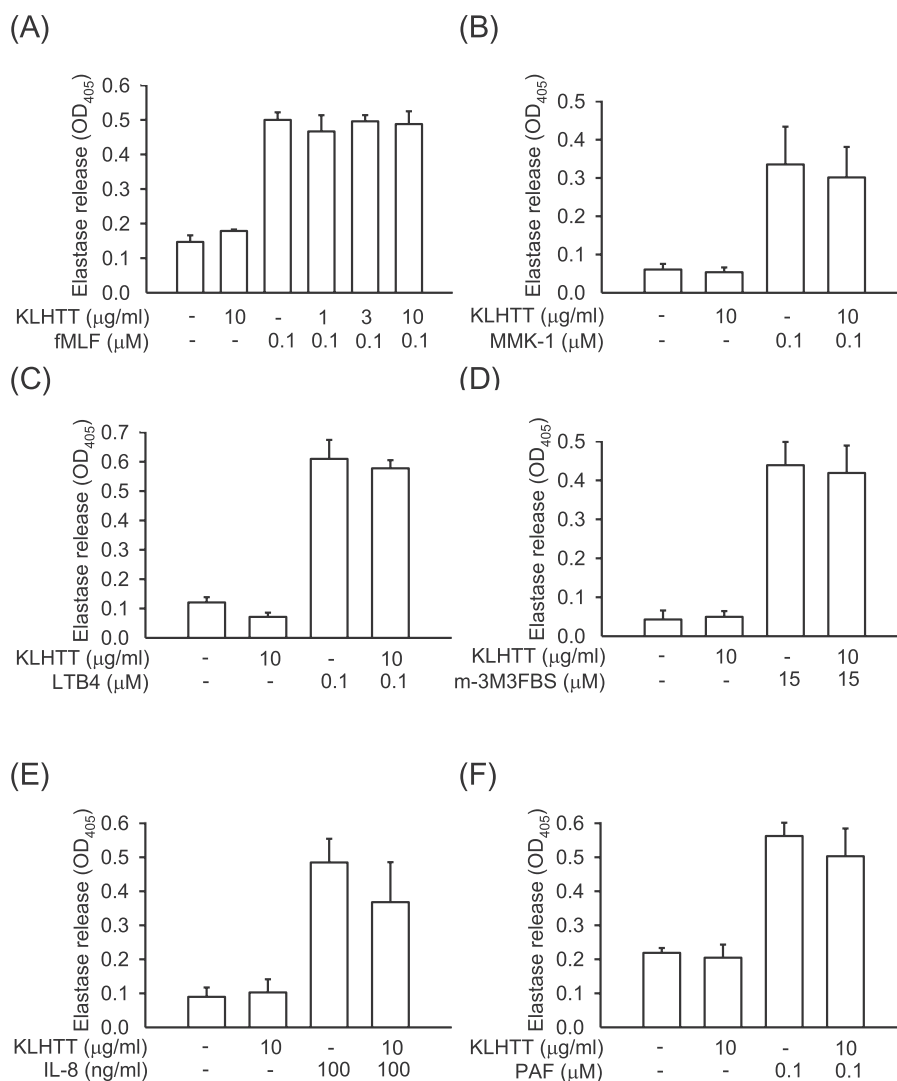 (A)
Elastase release (OD405)
0.6
0.5
0.4
0.3
0.2
0.1
0.0
KLHTT (μg/ml) - 10 - 1 3 10
fMLF (μM) - - 0.1 0.1 0.1 0.1
(B)
Elastase release (OD405)
0.5
0.4
0.3
0.2
0.1
0.0
KLHTT (μg/ml) - 10 - 10
MMK-1 (μM) - - 0.1 0.1
(C)
Elastase release (OD405)
0.7
0.6
0.5
0.4
0.3
0.2
0.1
0.0
KLHTT (μg/ml) - 10 - 10
LTB4 (μM) - - 0.1 0.1
(D)
Elastase release (OD405)
0.5
0.4
0.3
0.2
0.1
0.0
KLHTT (μg/ml) - 10 - 10
m-3M3FBS (μM) - - 15 15
(E)
Elastase release (OD405)
0.6
0.5
0.4
0.3
0.2
0.1
0.0
KLHTT (μg/ml) - 10 - 10
IL-8 (ng/ml) - - 100 100
(F)
Elastase release (OD405)
0.6
0.5
0.4
0.3
0.2
0.1
0.0
KLHTT (μg/ml) - 10 - 10
PAF (μM) - - 0.1 0.1